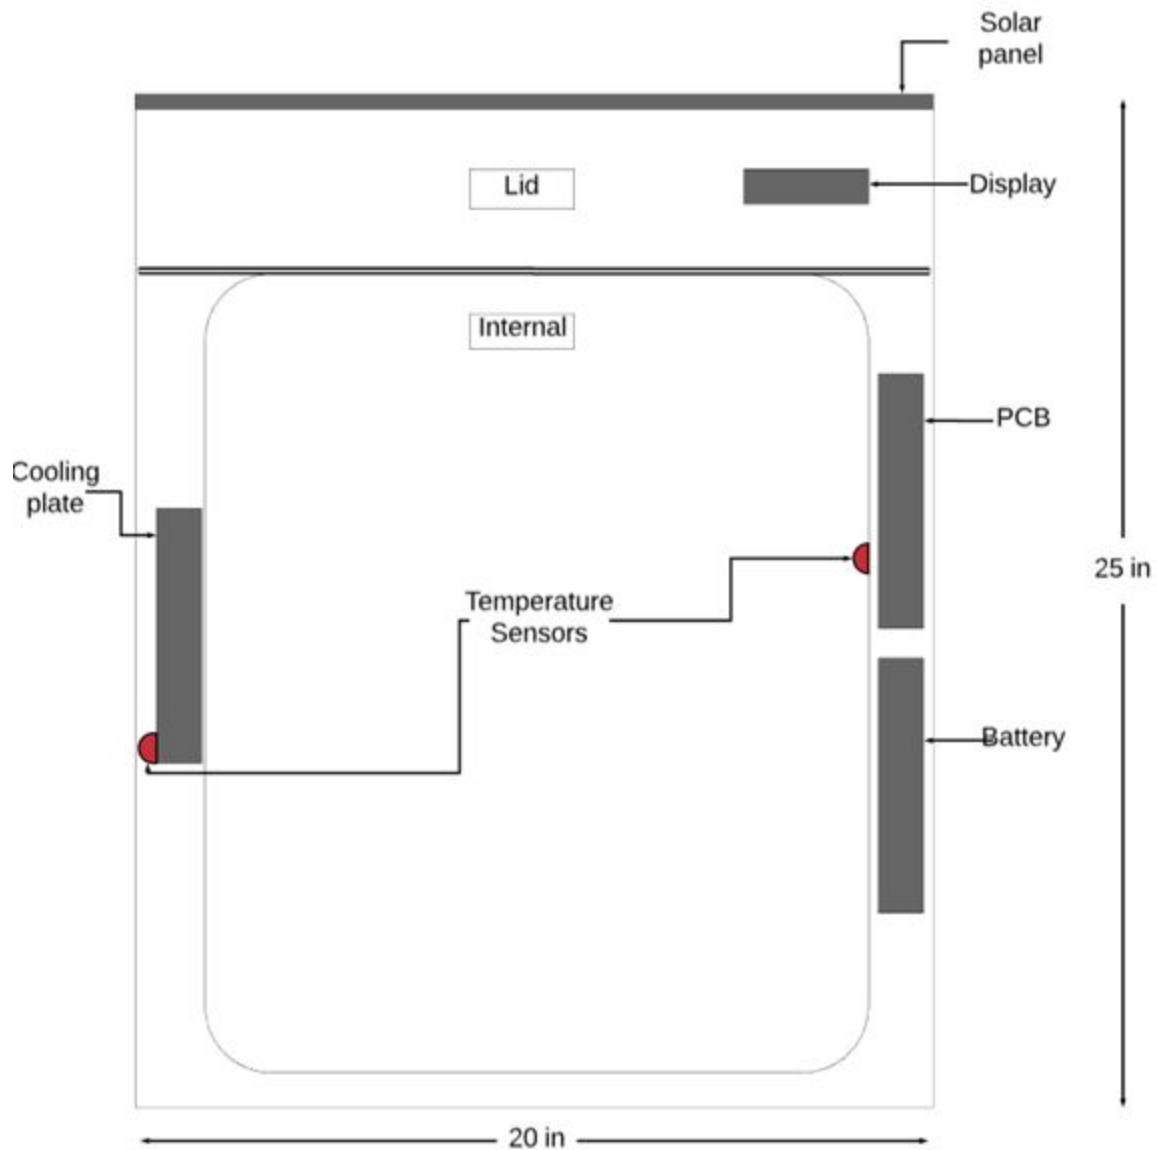 Solar
panel
Lid
Display
Internal
PCB
Cooling
plate
25 in
Temperature
Sensors
Battery
20 in